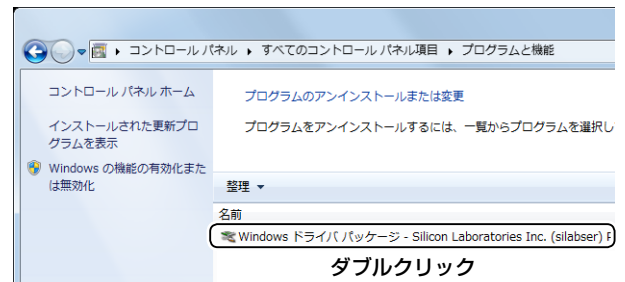 コントロール パネル ▸ すべてのコントロール パネル項目 ▸ プログラムと機能
コントロール パネル ホーム
インストールされた更新プロ
グラムを表示
Windows の機能の有効化また
は無効化
プログラムのアンインストールまたは変更
プログラムをアンインストールするには、一覧からプログラムを選択し
整理
名前
Windows ドライバ パッケージ - Silicon Laboratories Inc. (silabser)
ダブルクリック